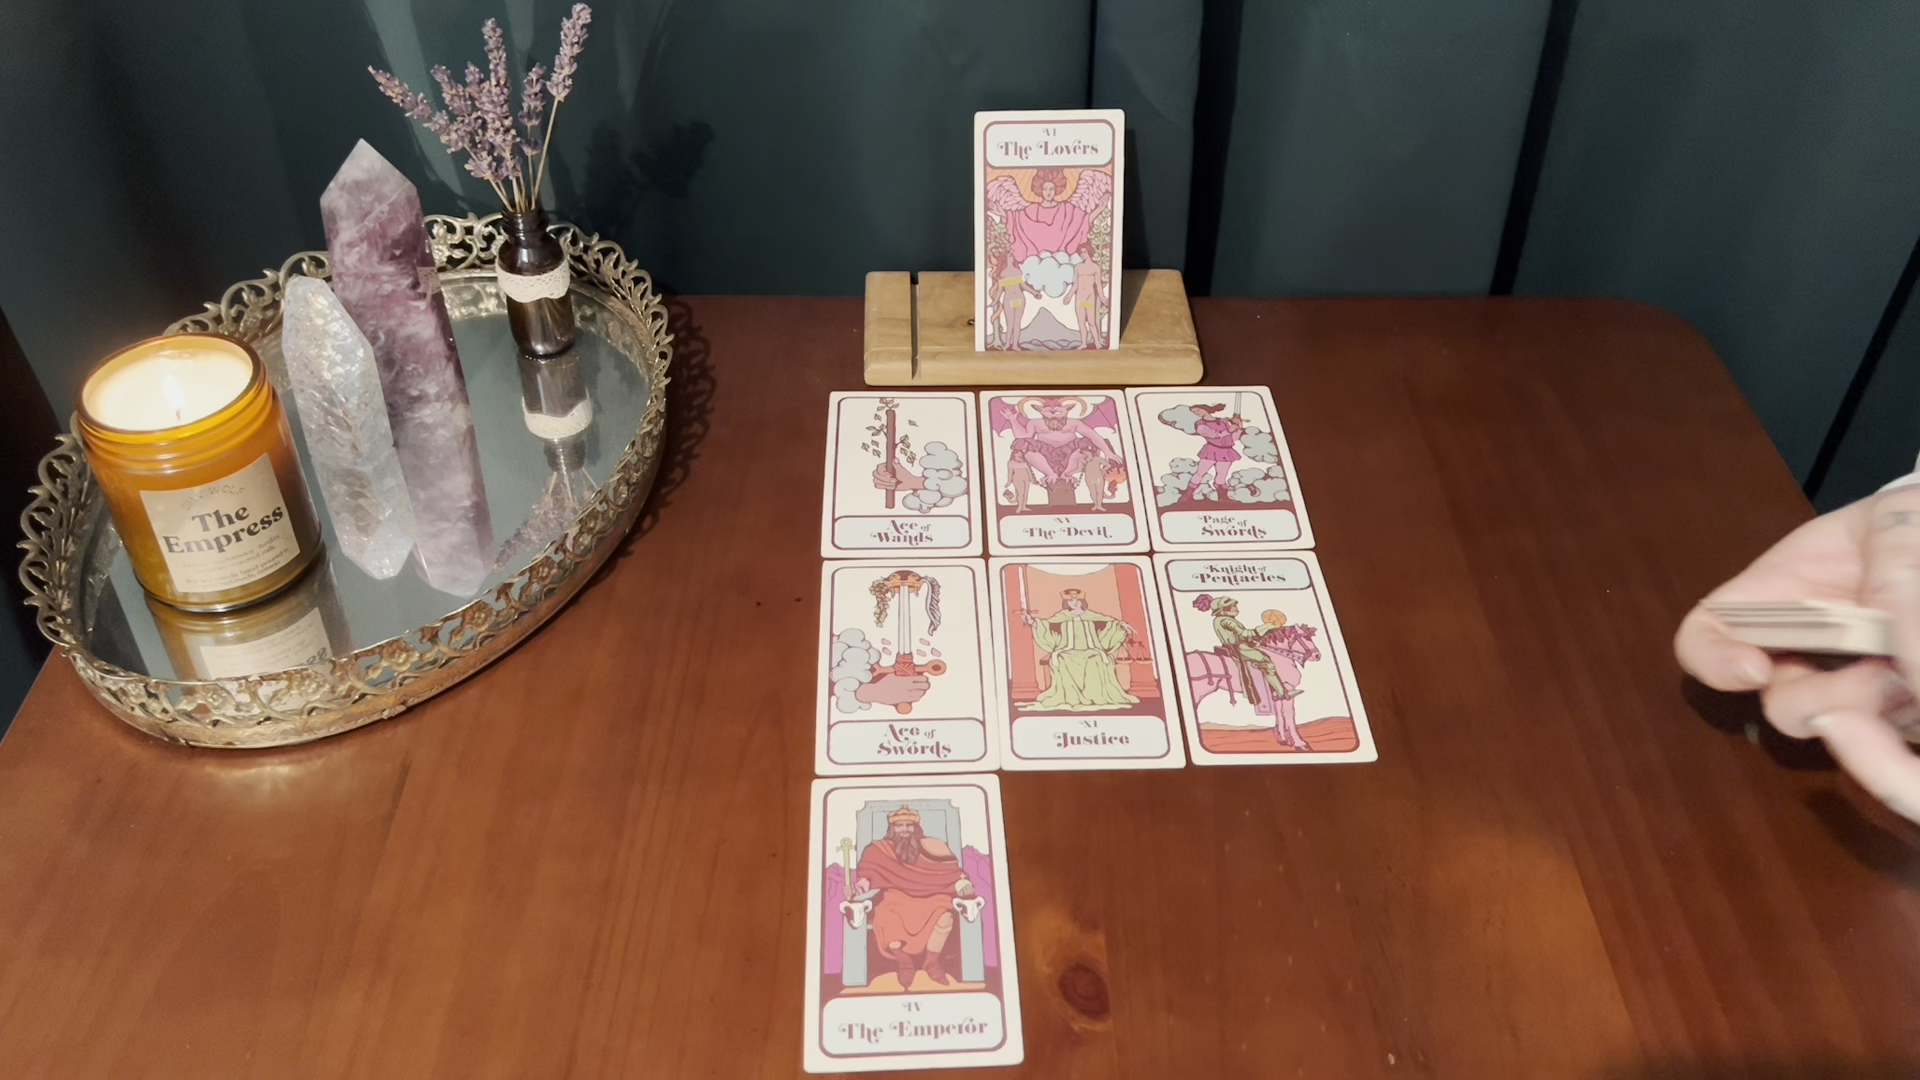 VI
The Lovers
Ace of
Wands
XV
The Devil.
Page of
Swords
The
Empress
Ace of
Swords
XI
Justice
Knight of
Pentacles
IV
The Emperor